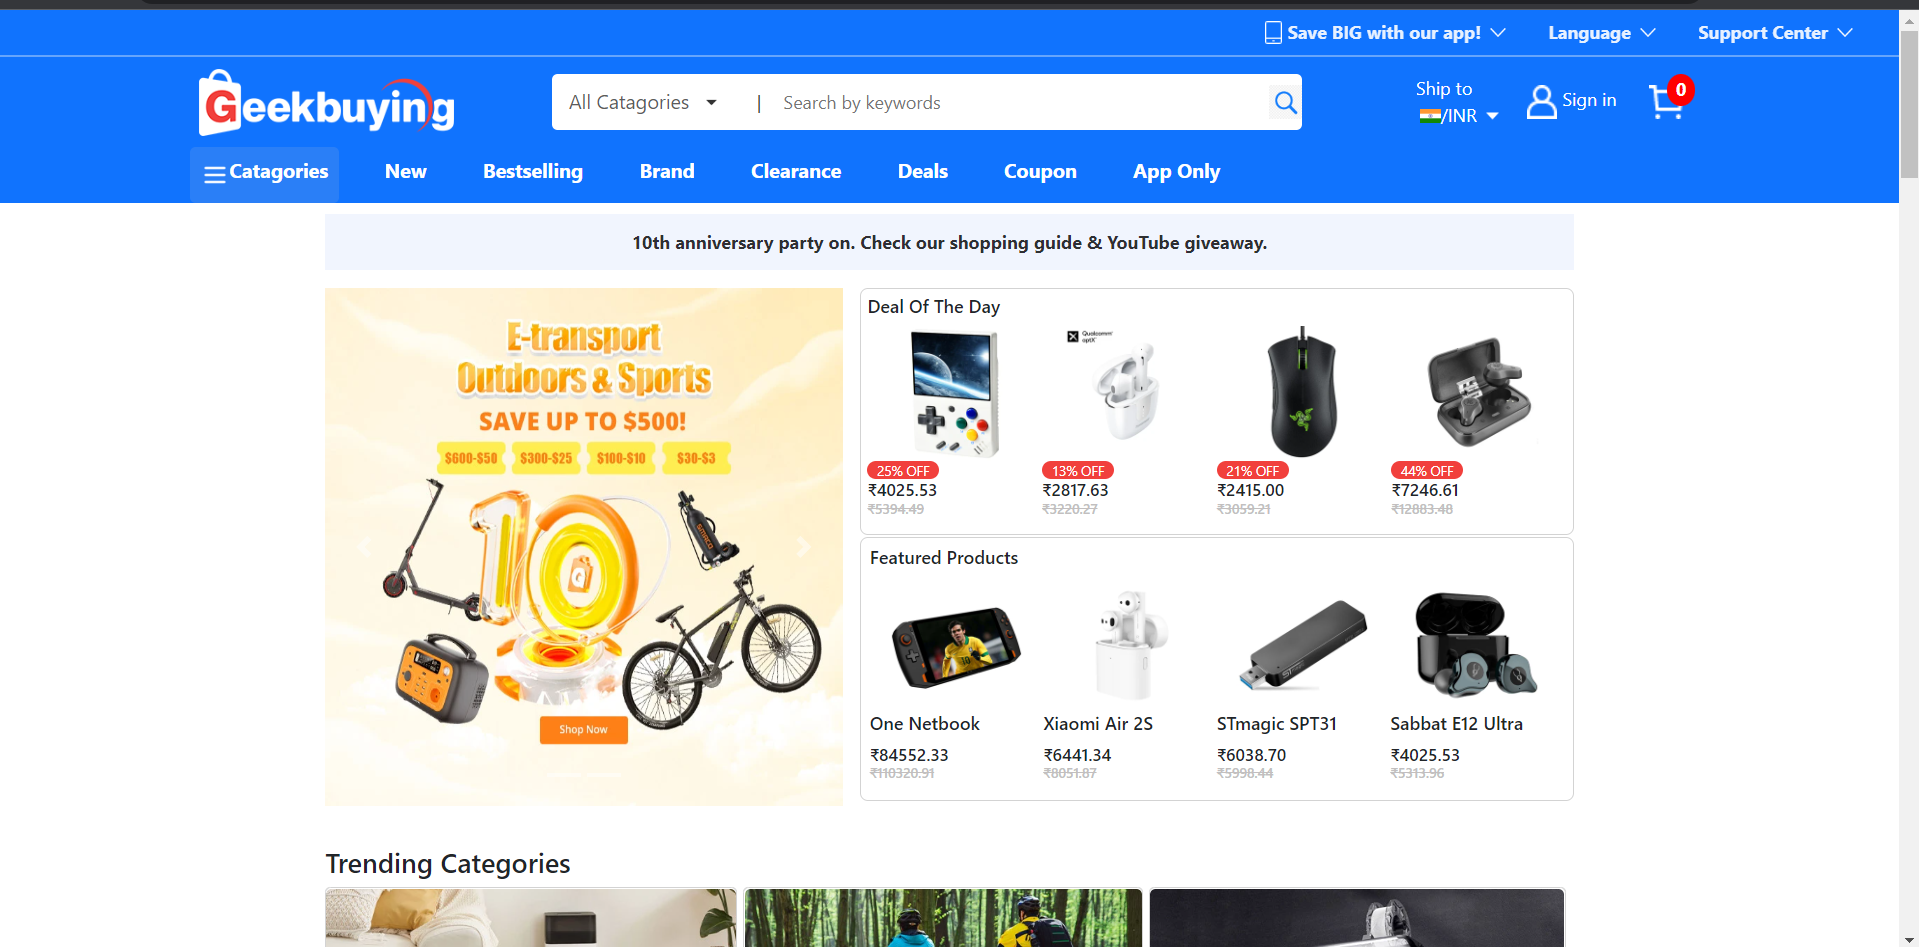 Save BIG with our app!
Language
Support Center
Geekbuying
All Catagories
|
Search by keywords
Ship to
/INR
Sign in
0
Catagories
New
Bestselling
Brand
Clearance
Deals
Coupon
App Only
10th anniversary party on. Check our shopping guide & YouTube giveaway.
E-transport
Outdoors & Sports
SAVE UP TO $500!
$600-$50
$300-$25
$100-$10
$30-$3
10
G
Shop Now
Deal Of The Day
Qualcomm
aptX
25% OFF
₹4025.53
₹5394.49
13% OFF
₹2817.63
₹3220.27
21% OFF
₹2415.00
₹3059.21
44% OFF
₹7246.61
₹12883.48
Featured Products
One Netbook
₹84552.33
₹110320.91
Xiaomi Air 2S
₹6441.34
₹8051.87
STmagic SPT31
₹6038.70
₹5998.44
Sabbat E12 Ultra
₹4025.53
₹5313.96
Trending Categories